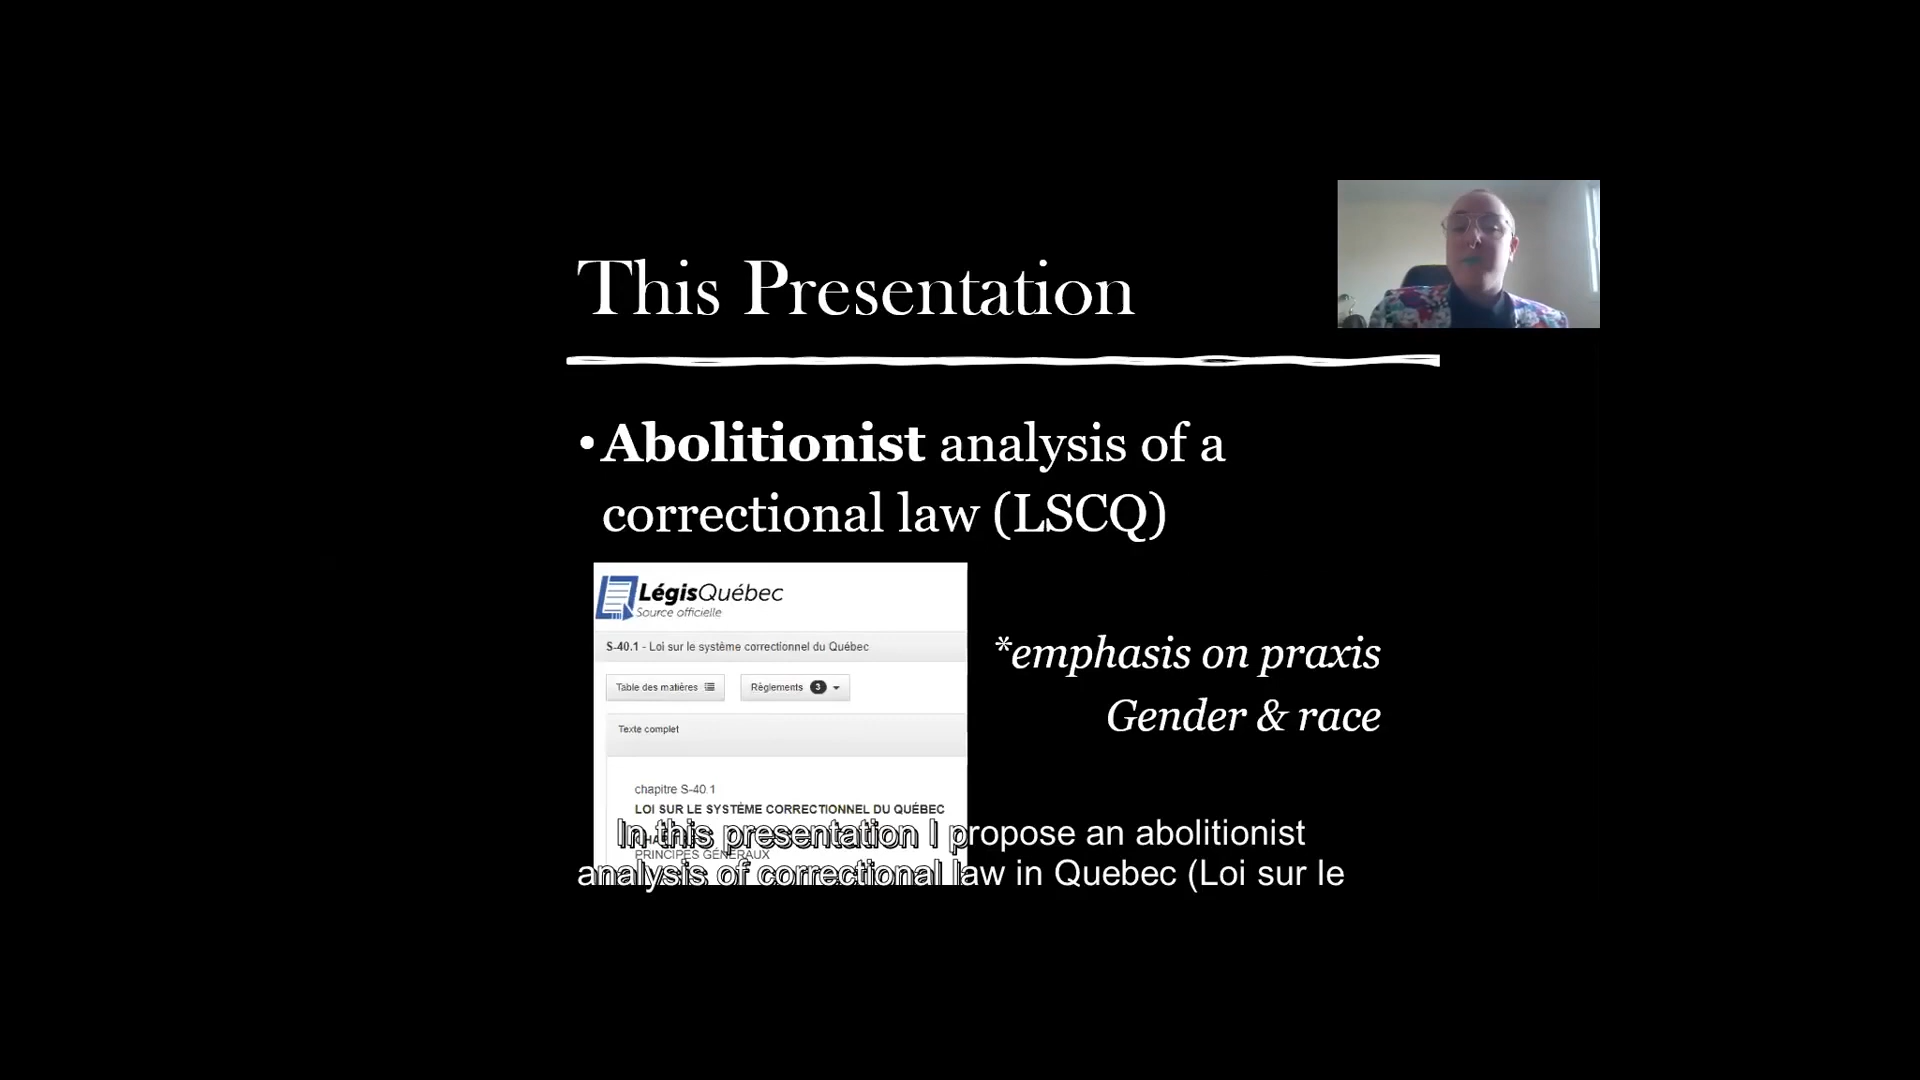 This Presentation
•Abolitionist analysis of a
correctional law (LSCQ)
LégisQuébec
Source officielle
S-40.1 - Loi sur le système correctionnel du Québec
Table des matières
Règlements 3
Texte complet
chapitre S-40.1
LOI SUR LE SYSTÈME CORRECTIONNEL DU QUÉBEC
PRINCIPES GÉNÉRAUX
*emphasis on praxis
Gender & race
In this presentation I propose an abolitionist
analysis of correctional law in Quebec (Loi sur le